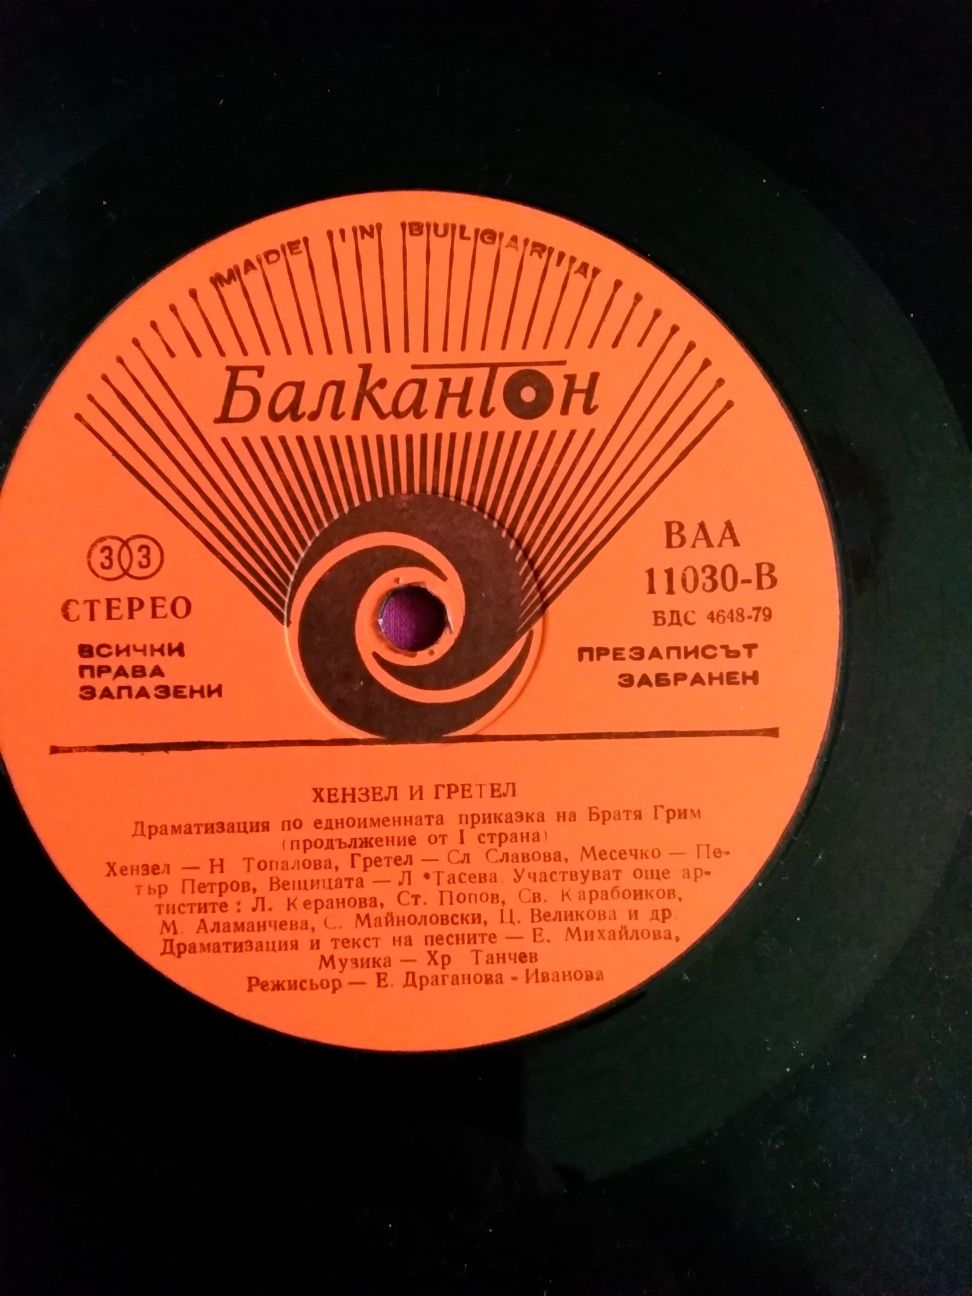 MADE IN BULGARIA
Балкантон
33
СТЕРЕО
ВСИЧКИ
ПРАВА
ЗАПАЗЕНИ
ВАА
11030-В
БДС 4648-79
ПРЕЗАПИСЪТ
ЗАБРАНЕН
ХЕНЗЕЛ И ГРЕТЕЛ
Драматизация по едноименната приказка на Братя Грим
(продължение от I страна)
Хензел — Н Топалова, Гретел — Сл Славова, Месечко — Пе-
тър Петров, Вещицата — Л. Тасева. Участвуват още ар-
тистите: Л. Керанова, Ст. Попов, Св. Карабоиков,
М. Аламанчева, С. Майноловски, Ц. Великова и др.
Драматизация и текст на песните — Е. Михайлова,
Музика — Хр Танчев
Режисьор — Е. Драганова - Иванова